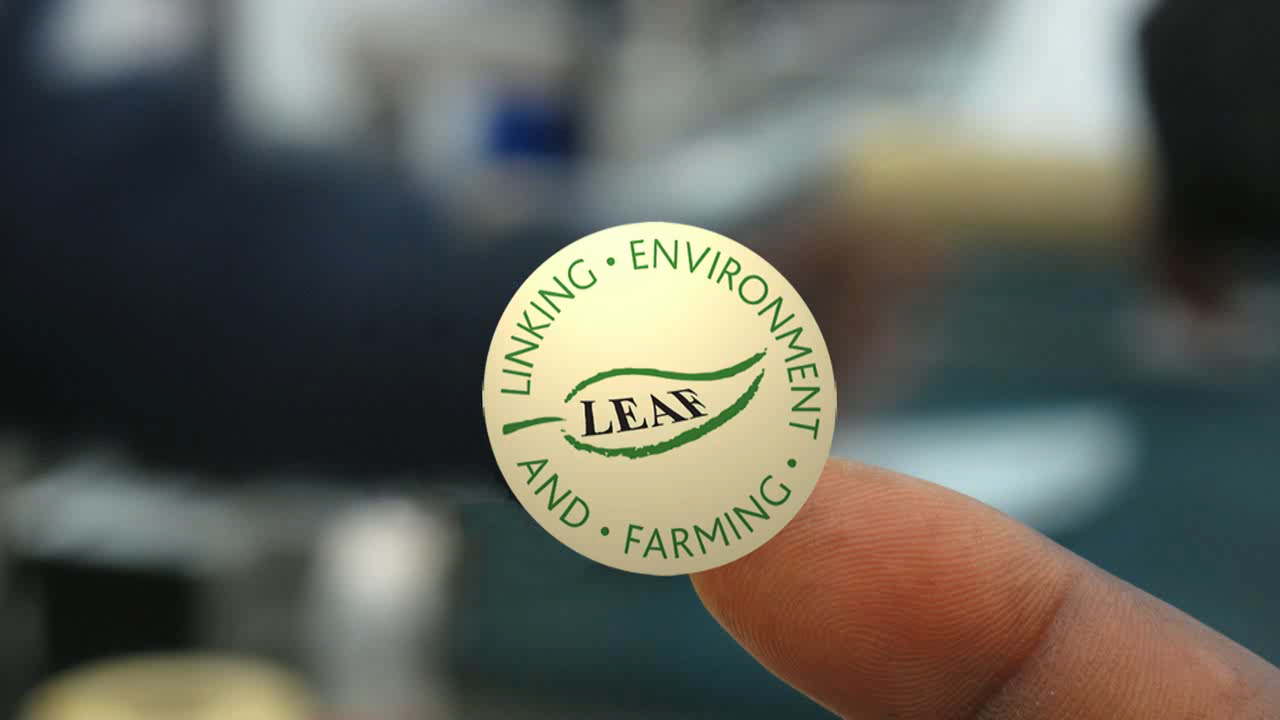 LINKING • ENVIRONMENT • AND • FARMING
LEAF